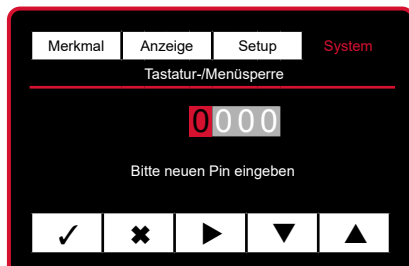 Merkmal Anzeige Setup System
Tastatur-/Menüsperre
0000
Bitte neuen Pin eingeben